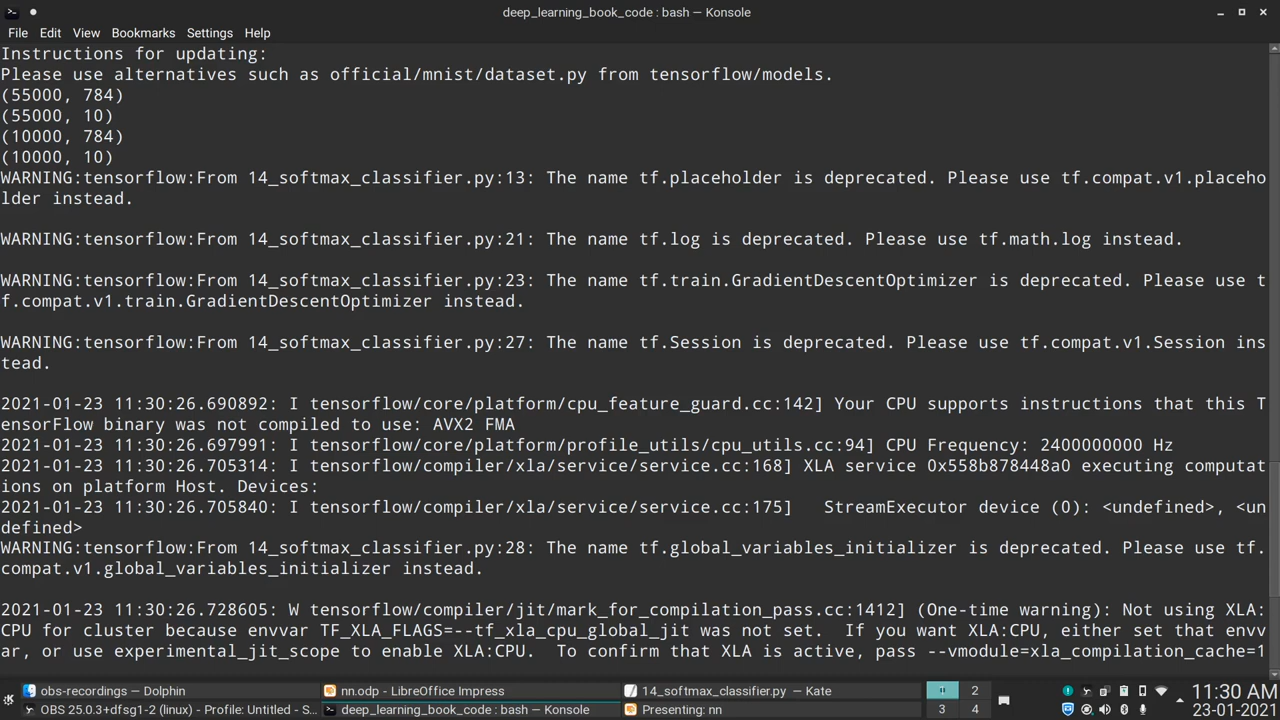 deep_learning_book_code : bash — Konsole
File Edit View Bookmarks Settings Help
Instructions for updating:
Please use alternatives such as official/mnist/dataset.py from tensorflow/models.
(55000, 784)
(55000, 10)
(10000, 784)
(10000, 10)
WARNING:tensorflow:From 14_softmax_classifier.py:13: The name tf.placeholder is deprecated. Please use tf.compat.v1.placeho
lder instead.
WARNING:tensorflow:From 14_softmax_classifier.py:21: The name tf.log is deprecated. Please use tf.math.log instead.
WARNING:tensorflow:From 14_softmax_classifier.py:23: The name tf.train.GradientDescentOptimizer is deprecated. Please use t
f.compat.v1.train.GradientDescentOptimizer instead.
WARNING:tensorflow:From 14_softmax_classifier.py:27: The name tf.Session is deprecated. Please use tf.compat.v1.Session ins
tead.
2021-01-23 11:30:26.690892: I tensorflow/core/platform/cpu_feature_guard.cc:142] Your CPU supports instructions that this T
ensorFlow binary was not compiled to use: AVX2 FMA
2021-01-23 11:30:26.697991: I tensorflow/core/platform/profile_utils/cpu_utils.cc:94] CPU Frequency: 2400000000 Hz
2021-01-23 11:30:26.705314: I tensorflow/compiler/xla/service/service.cc:168] XLA service 0x558b878448a0 executing computat
ions on platform Host. Devices:
2021-01-23 11:30:26.705840: I tensorflow/compiler/xla/service/service.cc:175]   StreamExecutor device (0): <undefined>, <un
defined>
WARNING:tensorflow:From 14_softmax_classifier.py:28: The name tf.global_variables_initializer is deprecated. Please use tf.
compat.v1.global_variables_initializer instead.
2021-01-23 11:30:26.728605: W tensorflow/compiler/jit/mark_for_compilation_pass.cc:1412] (One-time warning): Not using XLA:
CPU for cluster because envvar TF_XLA_FLAGS=--tf_xla_cpu_global_jit was not set.  If you want XLA:CPU, either set that envv
ar, or use experimental_jit_scope to enable XLA:CPU.  To confirm that XLA is active, pass --vmodule=xla_compilation_cache=1
obs-recordings — Dolphin
nn.odp - LibreOffice Impress
14_softmax_classifier.py — Kate
2
11:30 AM
OBS 25.0.3+dfsg1-2 (linux) - Profile: Untitled - S...
deep_learning_book_code : bash — Konsole
Presenting: nn
3 4
23-01-2021